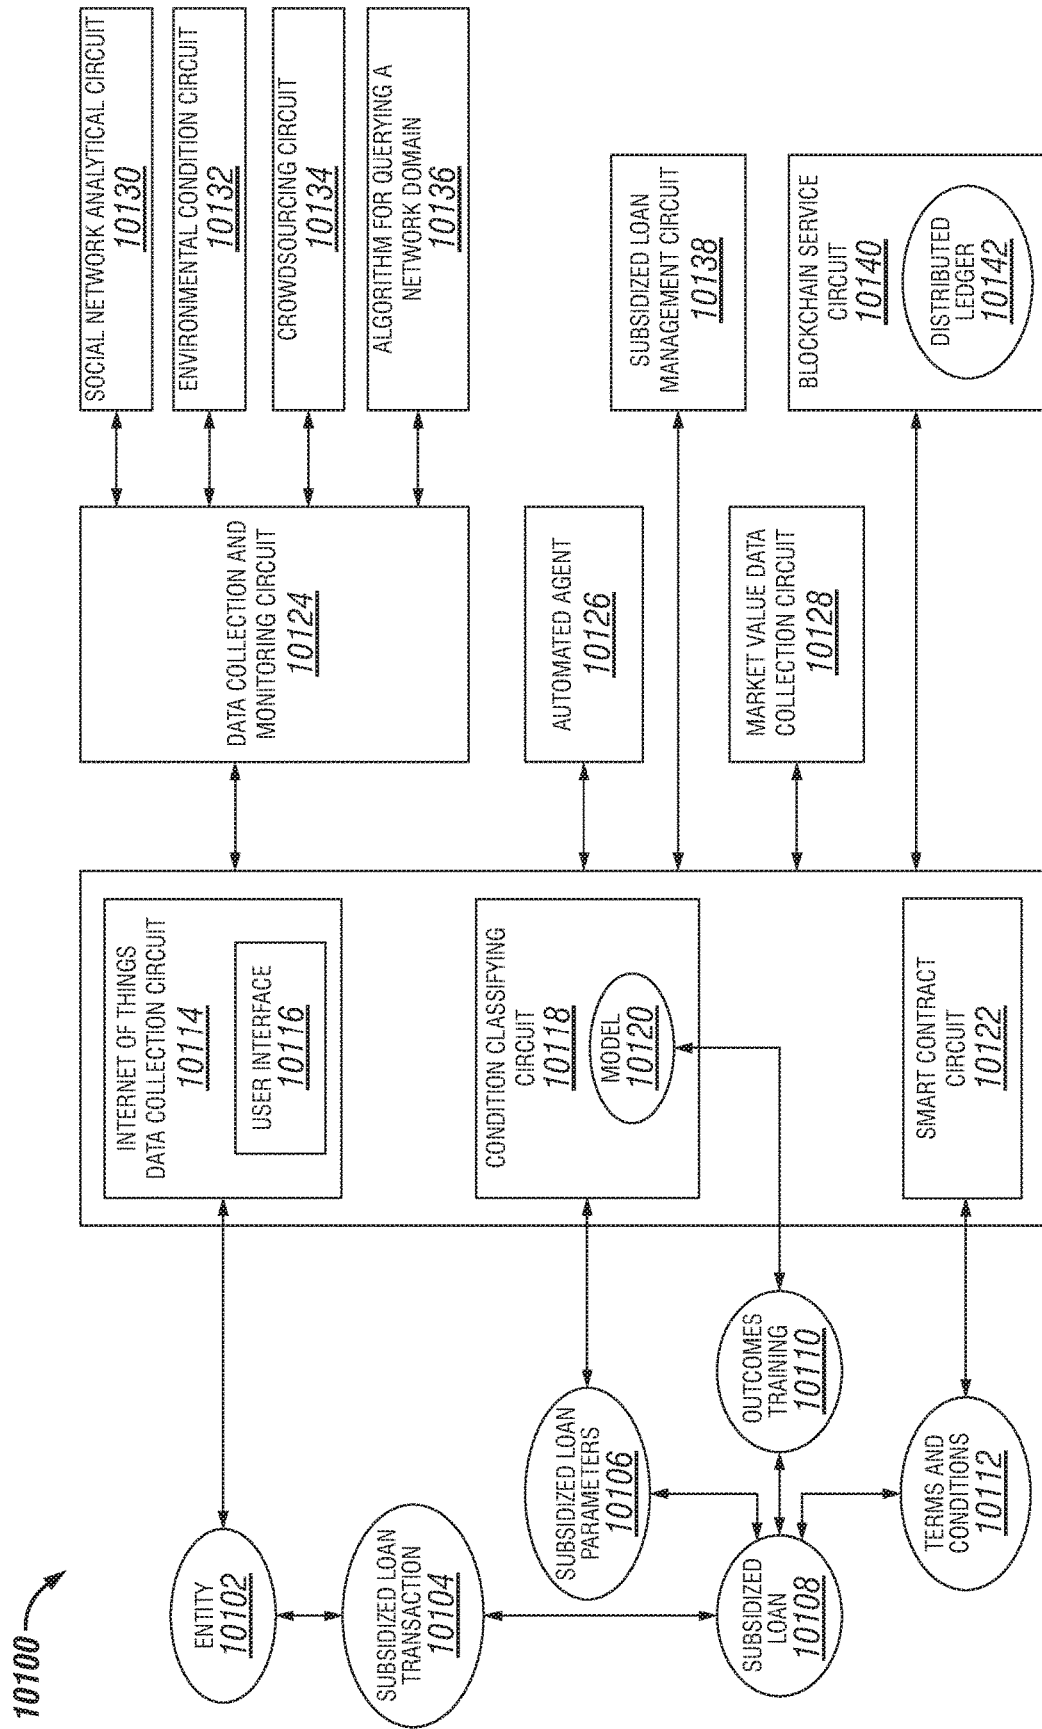 10100
ENTITY
10102
SUBSIDIZED LOAN
TRANSACTION
10104
SUBSIDIZED LOAN
PARAMETERS
10106
SUBSIDIZED
LOAN
10108
OUTCOMES
TRAINING
10110
TERMS AND
CONDITIONS
10112
INTERNET OF THINGS
DATA COLLECTION CIRCUIT
10114
USER INTERFACE
10116
CONDITION CLASSIFYING
CIRCUIT
10118
MODEL
10120
SMART CONTRACT
CIRCUIT
10122
DATA COLLECTION AND
MONITORING CIRCUIT
10124
AUTOMATED AGENT
10126
MARKET VALUE DATA
COLLECTION CIRCUIT
10128
SOCIAL NETWORK ANALYTICAL CIRCUIT
10130
ENVIRONMENTAL CONDITION CIRCUIT
10132
CROWDSOURCING CIRCUIT
10134
ALGORITHM FOR QUERYING A
NETWORK DOMAIN
10136
SUBSIDIZED LOAN
MANAGEMENT CIRCUIT
10138
BLOCKCHAIN SERVICE
CIRCUIT
10140
DISTRIBUTED
LEDGER
10142